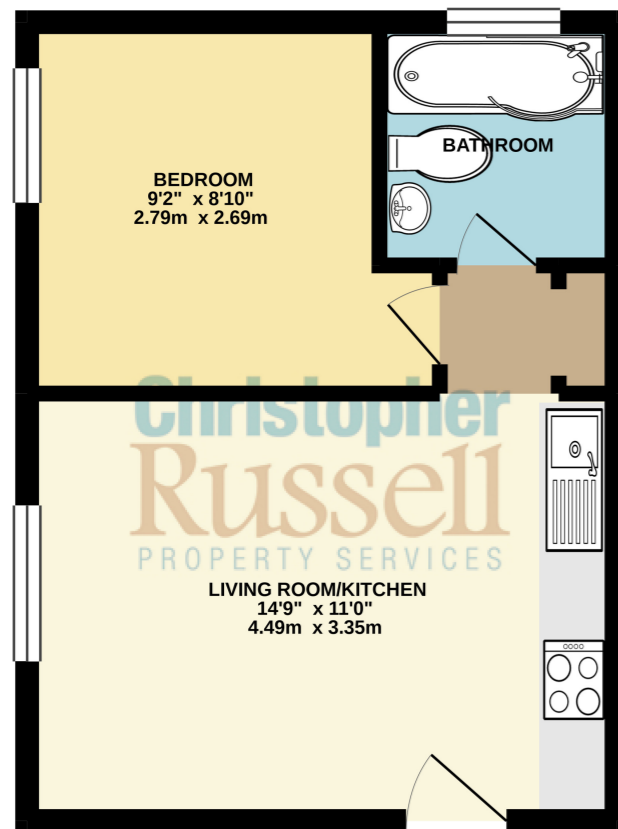 BATHROOM
BEDROOM
9'2" x 8'10"
2.79m x 2.69m
Christopher
Russell
PROPERTY SERVICES
LIVING ROOM/KITCHEN
14'9" x 11'0"
4.49m x 3.35m